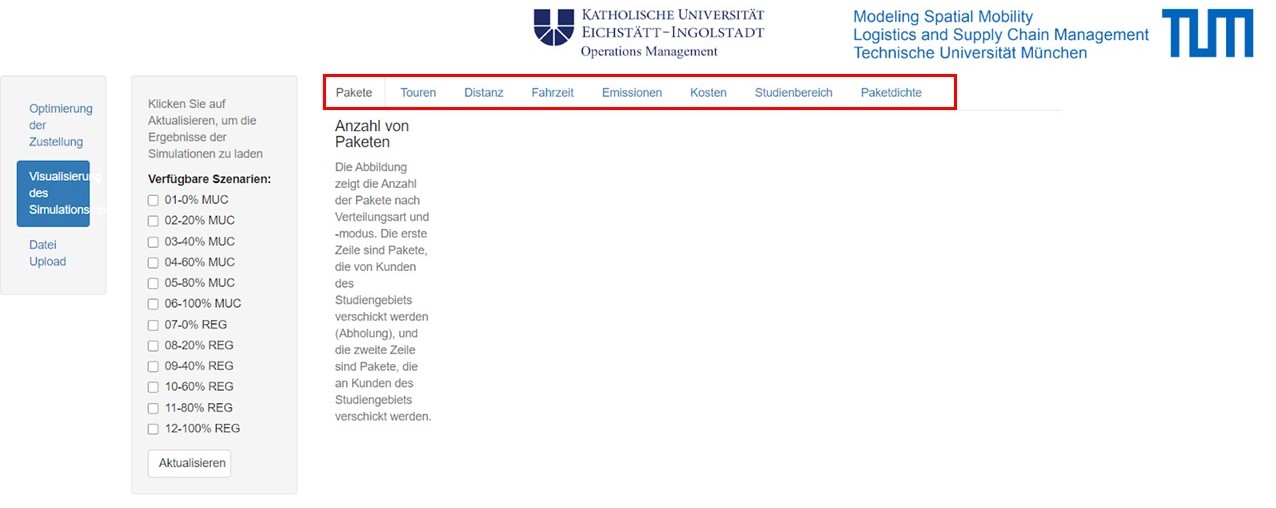 KATHOLISCHE UNIVERSITÄT
EICHSTÄTT-INGOLSTADT
Operations Management
Modeling Spatial Mobility
Logistics and Supply Chain Management
Technische Universität München
TUM
Optimierung
der
Zustellung
Visualisierung
des
Simulations
Datei
Upload
Klicken Sie auf
Aktualisieren, um die
Ergebnisse der
Simulationen zu laden
Verfügbare Szenarien:
01-0% MUC
02-20% MUC
03-40% MUC
04-60% MUC
05-80% MUC
06-100% MUC
07-0% REG
08-20% REG
09-40% REG
10-60% REG
11-80% REG
12-100% REG
Aktualisieren
Pakete Touren Distanz Fahrzeit Emissionen Kosten Studienbereich Paketdichte
Anzahl von
Paketen
Die Abbildung
zeigt die Anzahl
der Pakete nach
Verteilungsart und
-modus. Die erste
Zeile sind Pakete,
die von Kunden
des
Studiengebiets
verschickt werden
(Abholung), und
die zweite Zeile
sind Pakete, die
an Kunden des
Studiengebiets
verschickt werden.